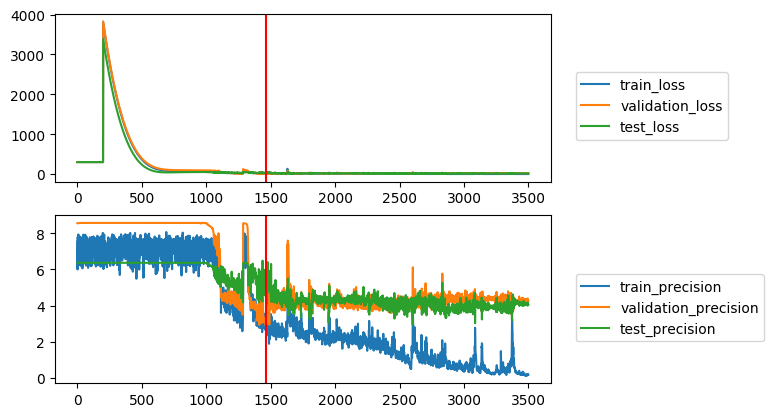 4000
3000
2000
1000
0
0 500 1000 1500 2000 2500 3000 3500
train_loss
validation_loss
test_loss
8
6
4
2
0
0 500 1000 1500 2000 2500 3000 3500
train_precision
validation_precision
test_precision